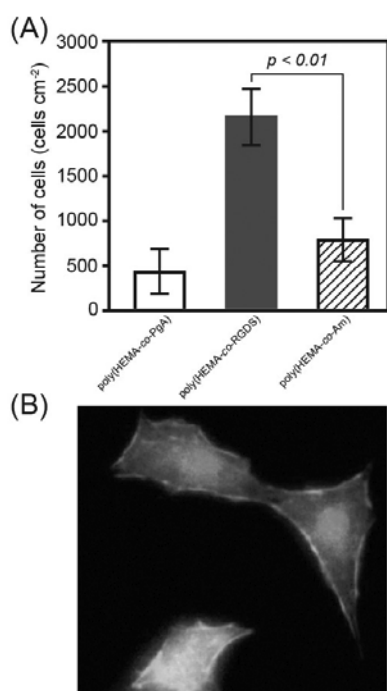 (A)
3000
2500
2000
1500
1000
500
0
Number of cells (cells cm-2)
p < 0.01
poly(HEMA-co-PgA)
poly(HEMA-co-RGDS)
poly(HEMA-co-Am)
(B)